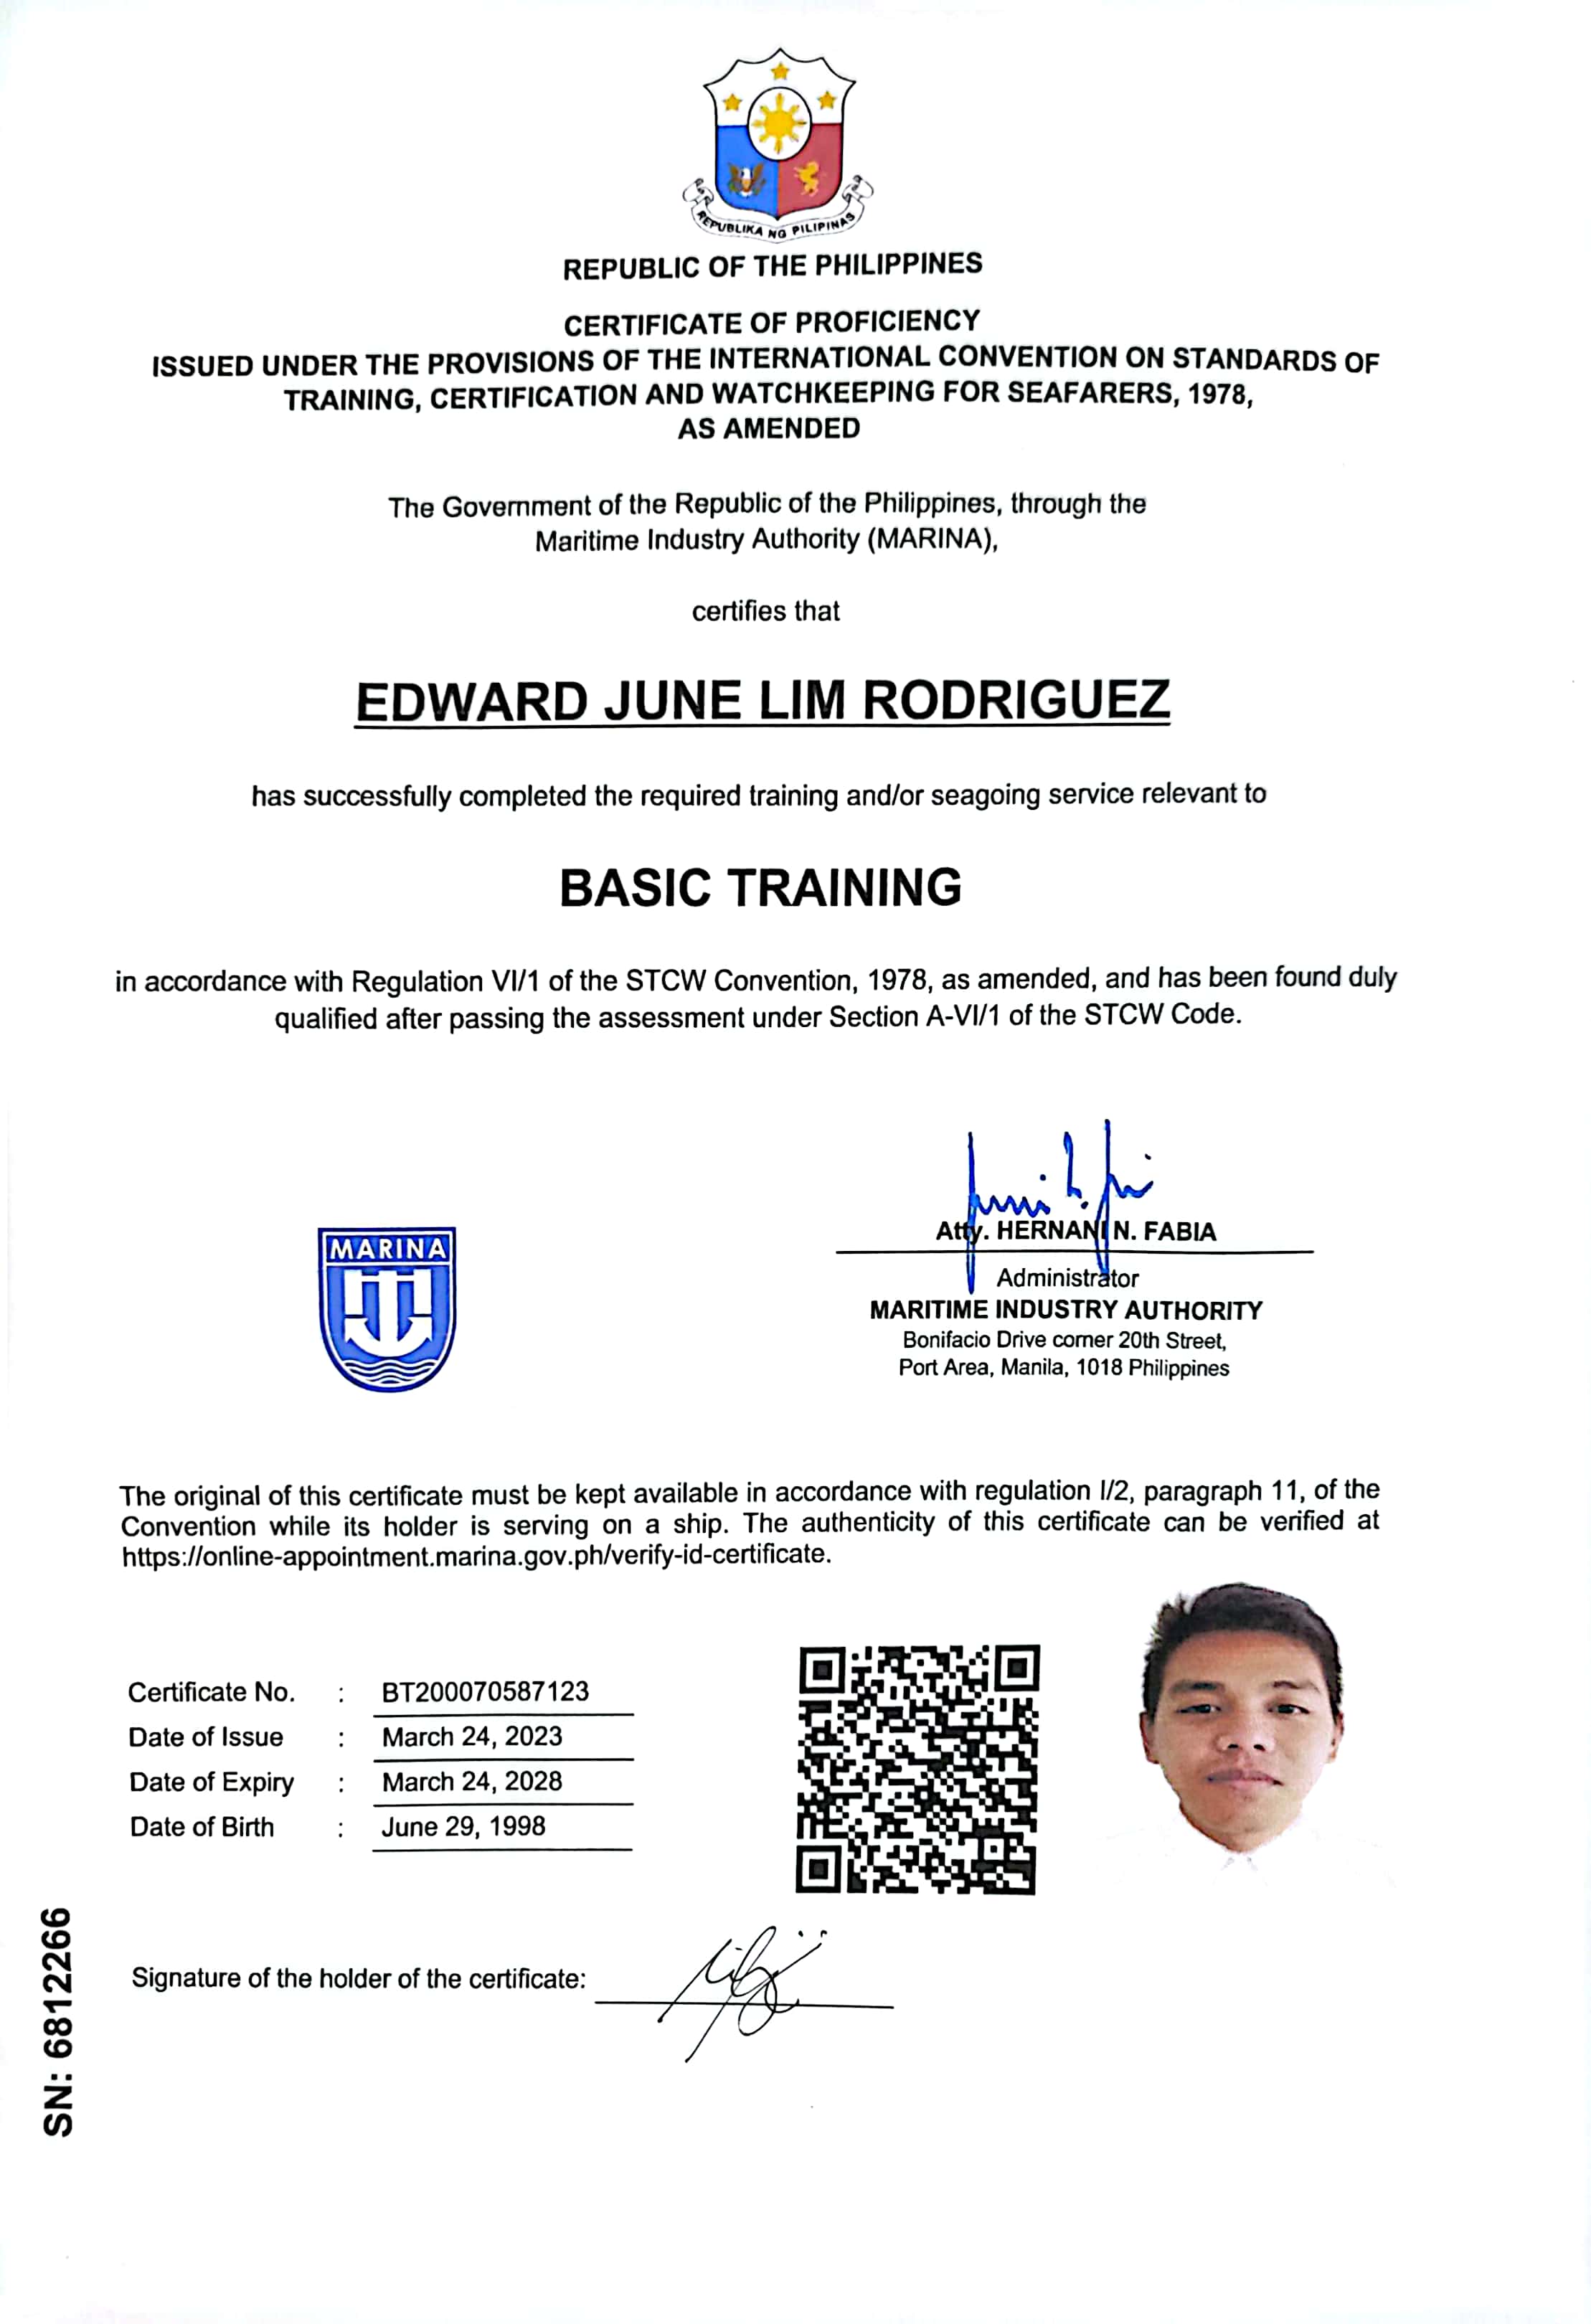 REPUBLIKA NG PILIPINAS
REPUBLIC OF THE PHILIPPINES
CERTIFICATE OF PROFICIENCY
ISSUED UNDER THE PROVISIONS OF THE INTERNATIONAL CONVENTION ON STANDARDS OF
TRAINING, CERTIFICATION AND WATCHKEEPING FOR SEAFARERS, 1978,
AS AMENDED
The Government of the Republic of the Philippines, through the
Maritime Industry Authority (MARINA),
certifies that
EDWARD JUNE LIM RODRIGUEZ
has successfully completed the required training and/or seagoing service relevant to
BASIC TRAINING
in accordance with Regulation VI/1 of the STCW Convention, 1978, as amended, and has been found duly
qualified after passing the assessment under Section A-VI/1 of the STCW Code.
MARINA
Atty. HERNANI N. FABIA
Administrator
MARITIME INDUSTRY AUTHORITY
Bonifacio Drive corner 20th Street,
Port Area, Manila, 1018 Philippines
The original of this certificate must be kept available in accordance with regulation I/2, paragraph 11, of the
Convention while its holder is serving on a ship. The authenticity of this certificate can be verified at
https://online-appointment.marina.gov.ph/verify-id-certificate.
Certificate No. : BT200070587123
Date of Issue : March 24, 2023
Date of Expiry : March 24, 2028
Date of Birth : June 29, 1998
Signature of the holder of the certificate:
SN: 6812266